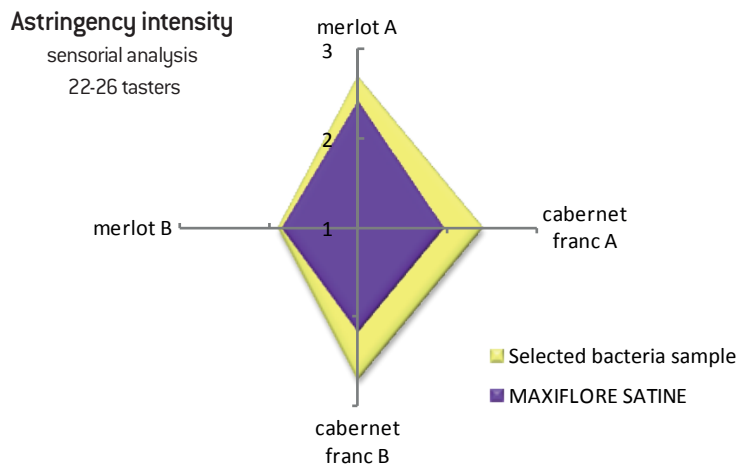 Astringency intensity
sensorial analysis
22-26 tasters
merlot A
3
2
merlot B
1
cabernet
franc A
Selected bacteria sample
MAXIFLORE SATINE
cabernet
franc B